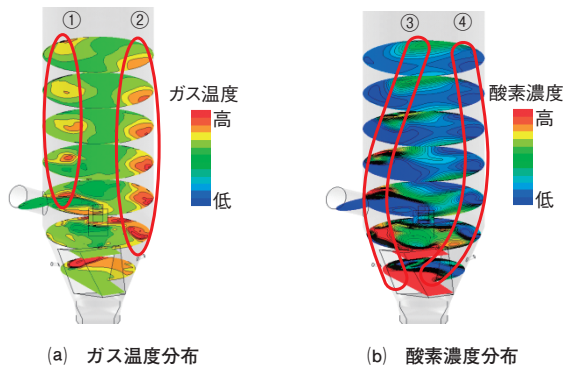 ① ②
ガス温度
高
低
(a) ガス温度分布
③ ④
酸素濃度
高
低
(b) 酸素濃度分布